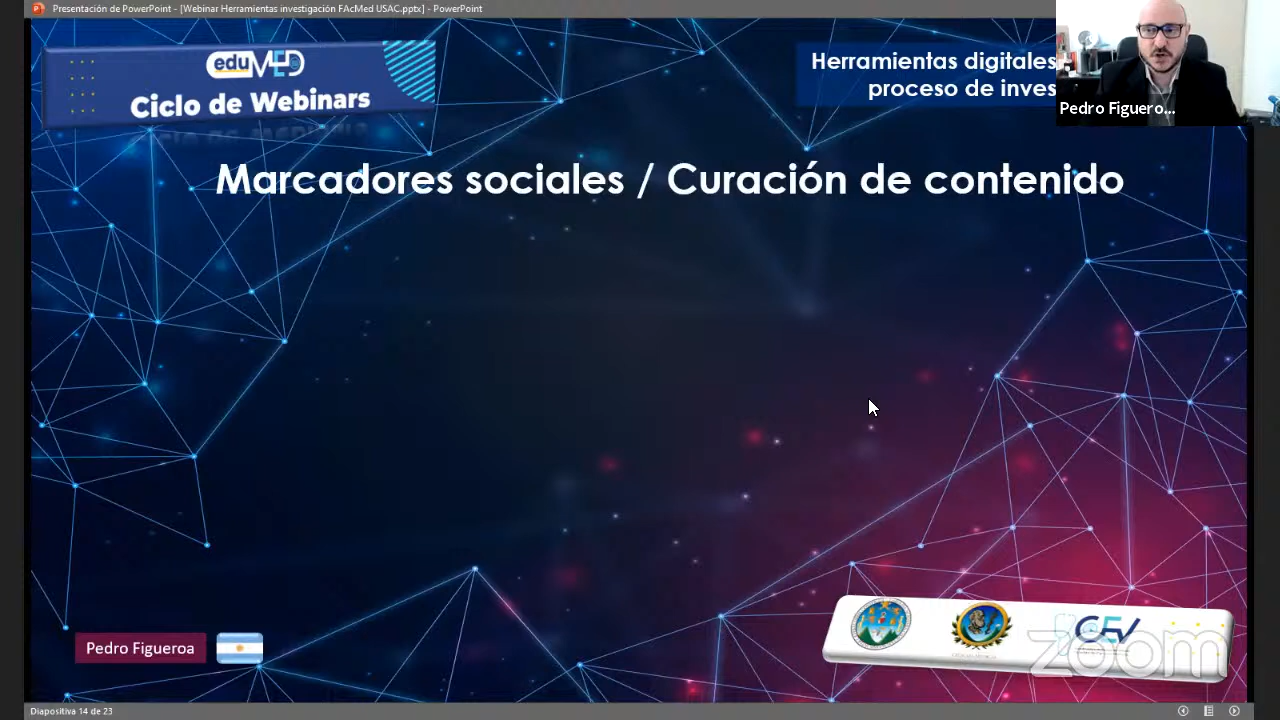 Presentación de PowerPoint - [Webinar Herramientas investigación FAcMed USAC.pptx] - PowerPoint
eduMED
Ciclo de Webinars
Herramientas digitales
proceso de inves
Pedro Figuero...
Marcadores sociales / Curación de contenido
Pedro Figueroa
CEV
zoom
Diapositiva 14 de 23